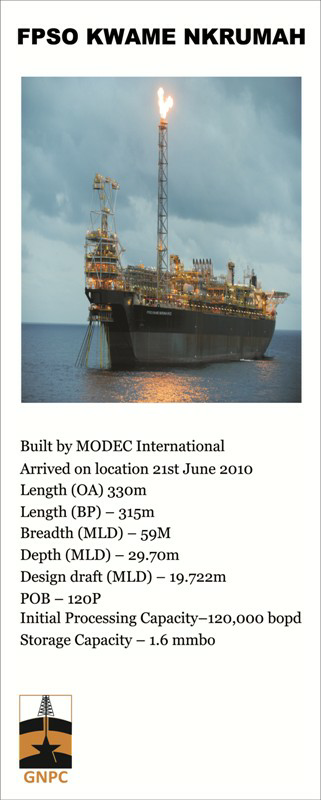 FPSO KWAME NKRUMAH
Built by MODEC International
Arrived on location 21st June 2010
Length (OA) 330m
Length (BP) – 315m
Breadth (MLD) – 59M
Depth (MLD) – 29.70m
Design draft (MLD) – 19.722m
POB – 120P
Initial Processing Capacity–120,000 bopd
Storage Capacity – 1.6 mmbo
GNPC